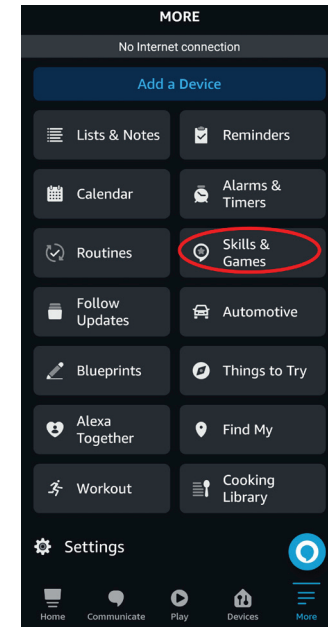 MORE
No Internet connection
Add a Device
Lists & Notes
Reminders
Calendar
Alarms &
Timers
Routines
Skills &
Games
Follow
Updates
Automotive
Blueprints
Things to Try
Alexa
Together
Find My
Workout
Cooking
Library
Settings
Home
Communicate
Play
Devices
More